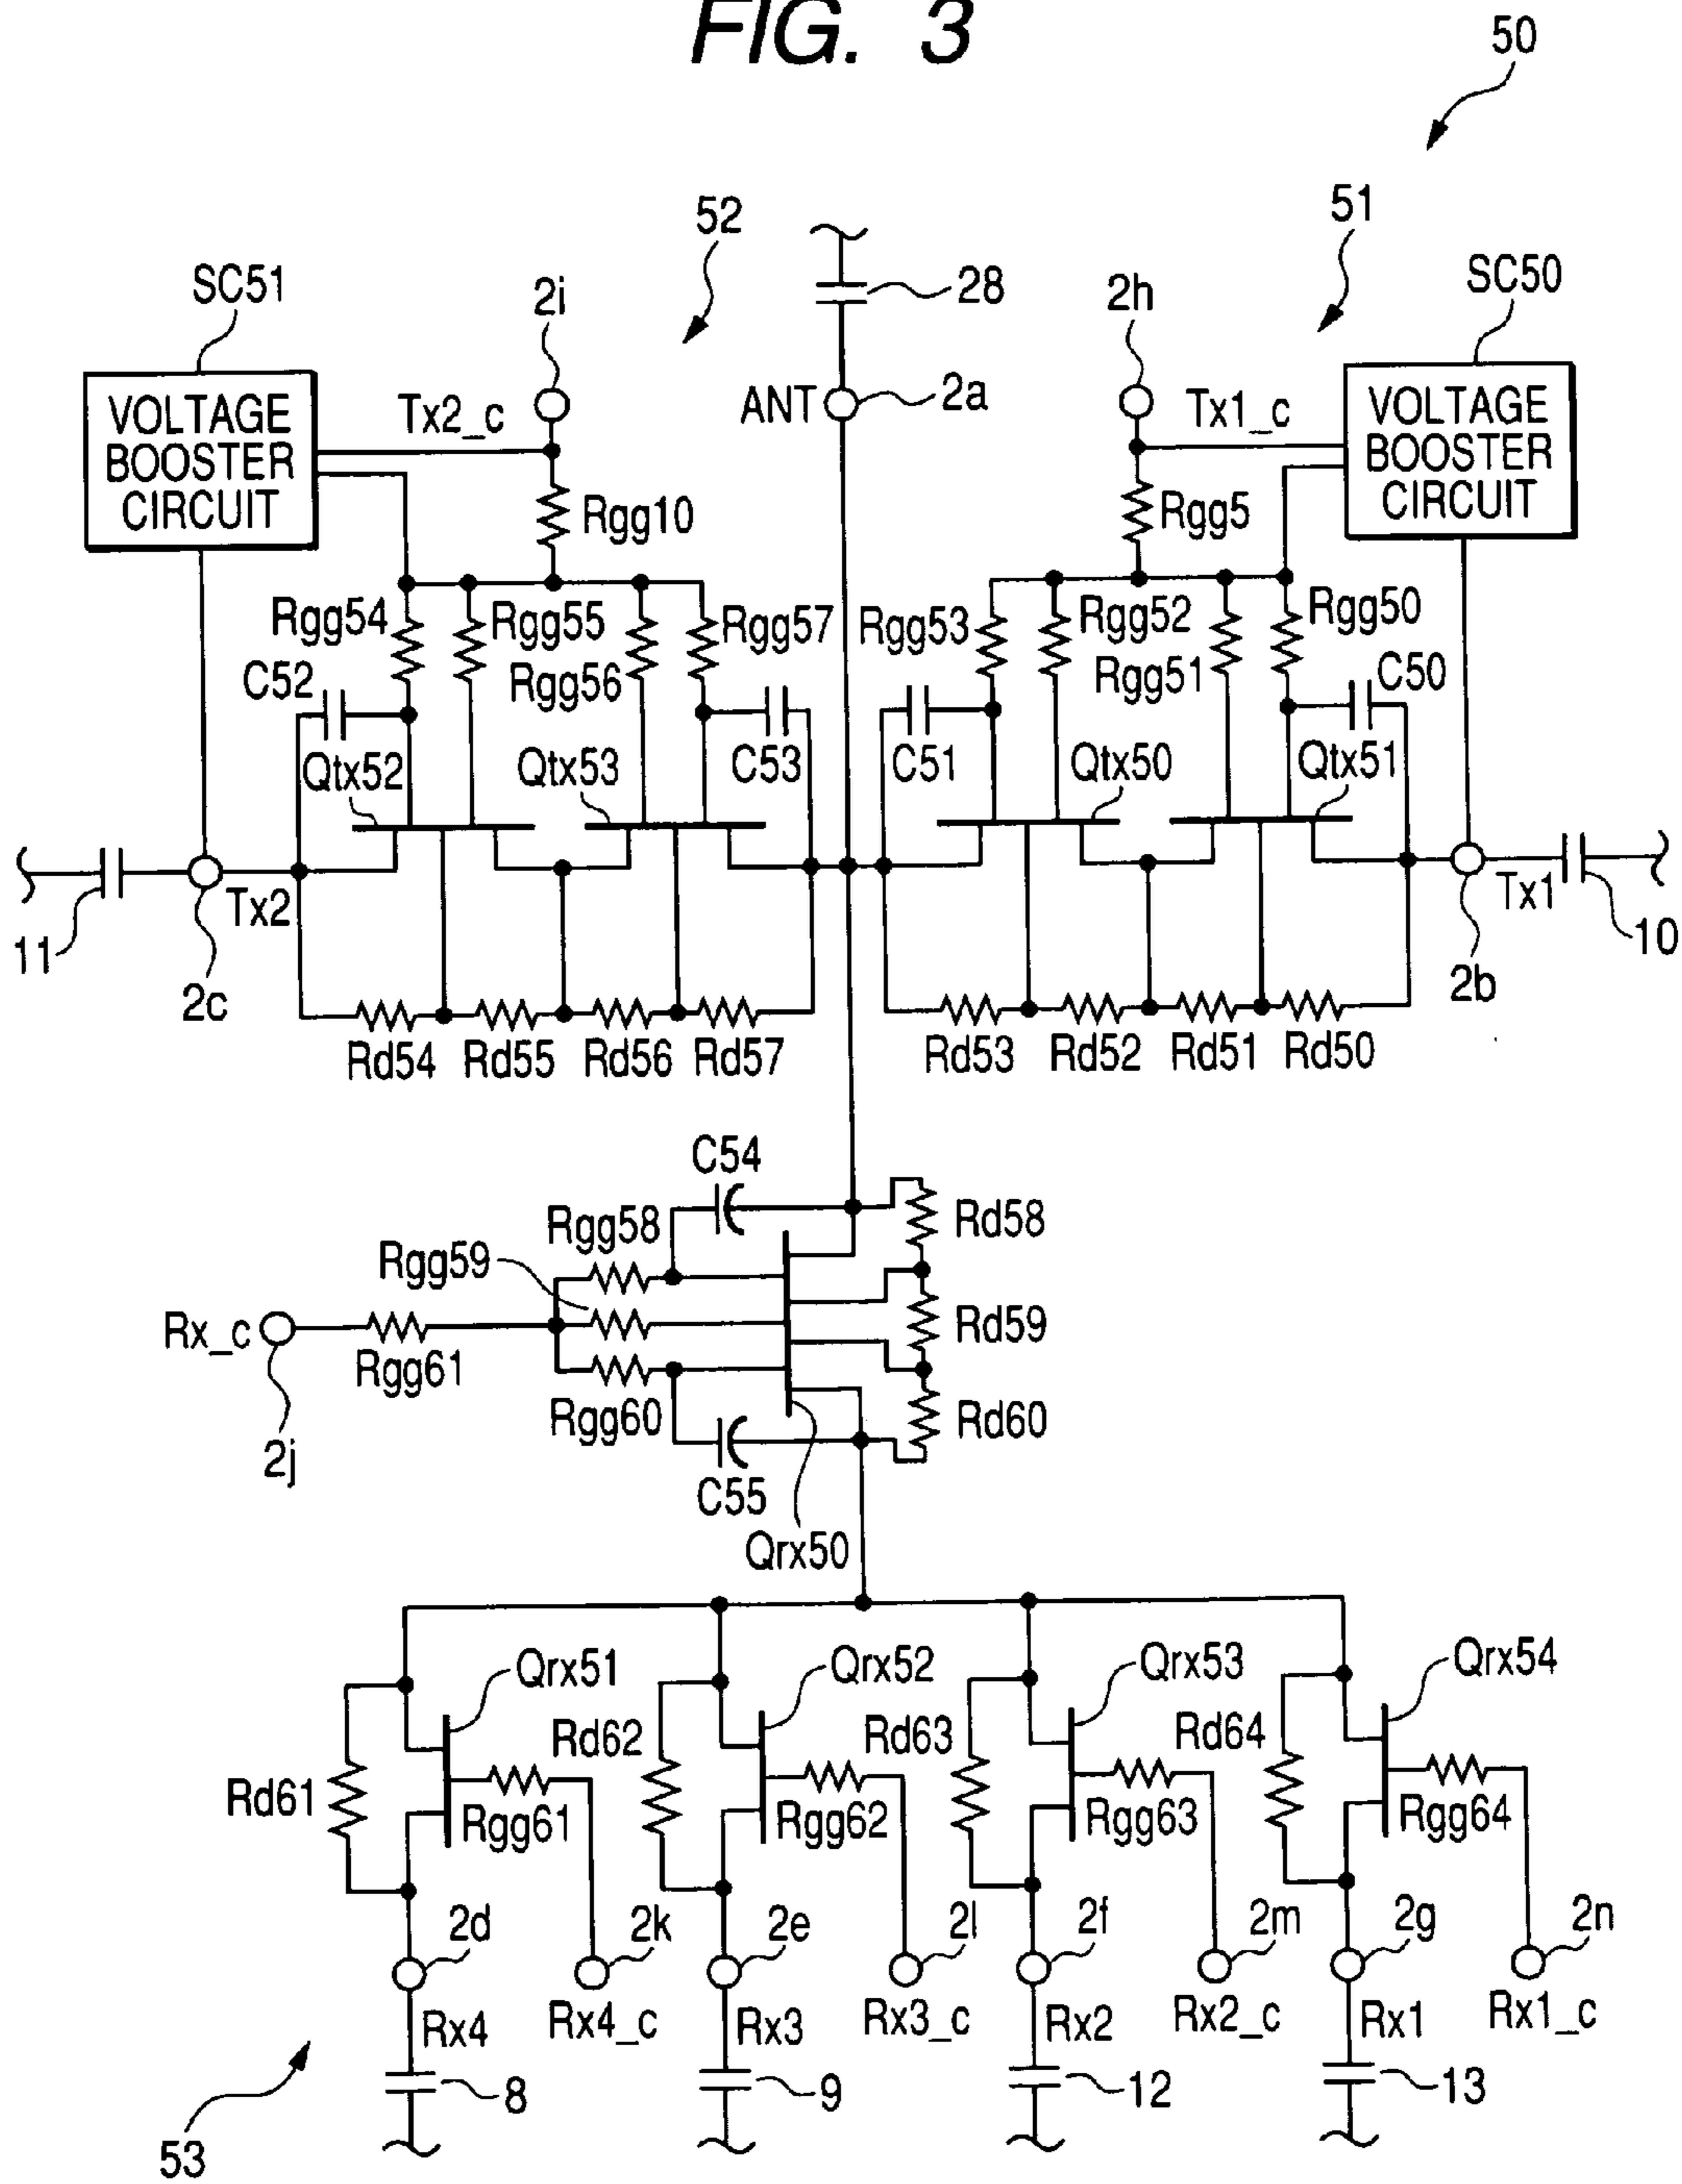 FIG. 3
50
52
51
SC51
2i
28
2h
SC50
VOLTAGE
BOOSTER
CIRCUIT
Tx2_c
ANT
2a
Tx1_c
VOLTAGE
BOOSTER
CIRCUIT
Rgg10
Rgg5
Rgg54
Rgg55
Rgg56
Rgg57
Rgg53
Rgg52
Rgg51
Rgg50
C52
C50
Qtx52
Qtx53
C53
C51
Qtx50
Qtx51
11
Tx2
2c
Tx1
10
2b
Rd54
Rd55
Rd56
Rd57
Rd53
Rd52
Rd51
Rd50
C54
Rgg58
Rd58
Rgg59
Rx_c
Rgg61
Rd59
Rgg60
Rd60
2j
C55
Qrx50
Qrx51
Qrx52
Qrx53
Qrx54
Rd61
Rgg61
Rd62
Rgg62
Rd63
Rgg63
Rd64
Rgg64
2d
2k
2e
2l
2f
2m
2g
2n
Rx4
Rx4_c
Rx3
Rx3_c
Rx2
Rx2_c
Rx1
Rx1_c
8
9
12
13
53